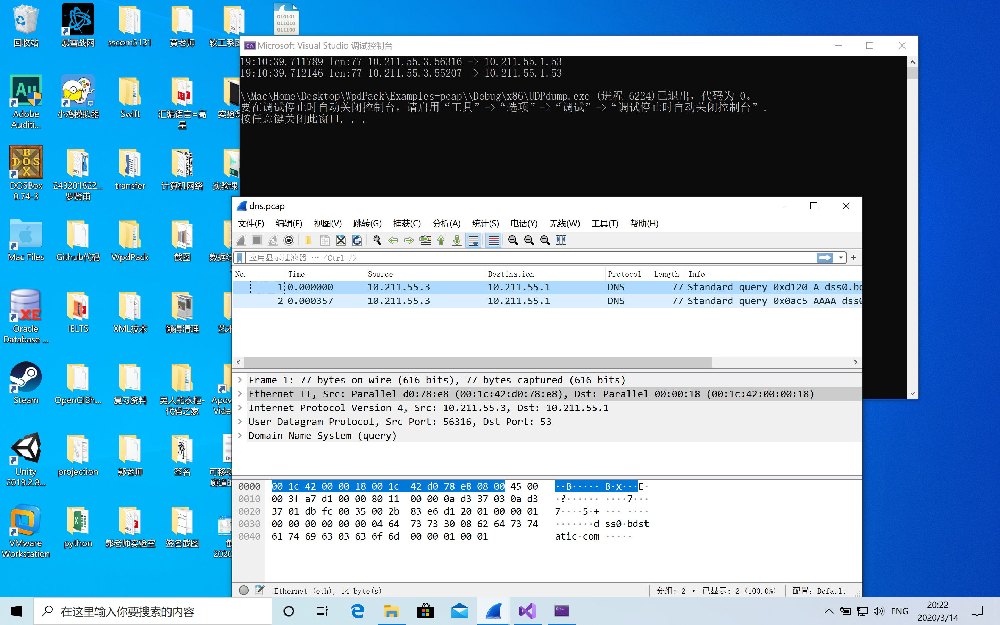 回收站
暴雪战网
sscom5131
黄老师
软工系团
010101
011010
011100
Adobe
Auditi...
小鸡模拟器
Swift
汇编语言=高
星
实验课
DOSBox
0.74-3
243201822...
罗贤甫
transfer
计算机网络
实验课
Mac Files
Github代码
WpdPack
截图
数据结
Oracle
Database ...
IELTS
XML技术
懒得清理
艺术
Steam
OpenGlSh...
复习资料
男人的衣柜-
代码之家
Apow
Vide
Unity
2019.2.8...
projection
郭老师
签名
可移动
廊道的
VMware
Workstation
python
郭老师实验室
签名截图
截
2020
Microsoft Visual Studio 调试控制台
19:10:39.711789 len:77 10.211.55.3.56316 -> 10.211.55.1.53
19:10:39.712146 len:77 10.211.55.3.55207 -> 10.211.55.1.53
\\Mac\Home\Desktop\WpdPack\Examples-pcap\\Debug\x86\UDPdump.exe (进程 6224)已退出，代码为 0。
要在调试停止时自动关闭控制台，请启用“工具”->“选项”->“调试”->“调试停止时自动关闭控制台”。
按任意键关闭此窗口. . .
dns.pcap
文件(F) 编辑(E) 视图(V) 跳转(G) 捕获(C) 分析(A) 统计(S) 电话(Y) 无线(W) 工具(T) 帮助(H)
应用显示过滤器 … <Ctrl-/>
No. Time Source Destination Protocol Length Info
1 0.000000 10.211.55.3 10.211.55.1 DNS 77 Standard query 0xd120 A dss0.bd
2 0.000357 10.211.55.3 10.211.55.1 DNS 77 Standard query 0x0ac5 AAAA dss0
Frame 1: 77 bytes on wire (616 bits), 77 bytes captured (616 bits)
Ethernet II, Src: Parallel_d0:78:e8 (00:1c:42:d0:78:e8), Dst: Parallel_00:00:18 (00:1c:42:00:00:18)
Internet Protocol Version 4, Src: 10.211.55.3, Dst: 10.211.55.1
User Datagram Protocol, Src Port: 56316, Dst Port: 53
Domain Name System (query)
0000 00 1c 42 00 00 18 00 1c 42 d0 78 e8 08 00 45 00 ··B····· B·x···E·
0010 00 3f a7 d1 00 00 80 11 00 00 0a d3 37 03 0a d3 ·?······ ····7···
0020 37 01 db fc 00 35 00 2b 83 e6 d1 20 01 00 00 01 7····5·+ ··· ····
0030 00 00 00 00 00 00 04 64 73 73 30 08 62 64 73 74 ·······d ss0·bdst
0040 61 74 69 63 03 63 6f 6d 00 00 01 00 01 atic·com ·····
Ethernet (eth), 14 byte(s)
分组: 2 · 已显示: 2 (100.0%)
配置: Default
在这里输入你要搜索的内容
ENG
20:22
2020/3/14